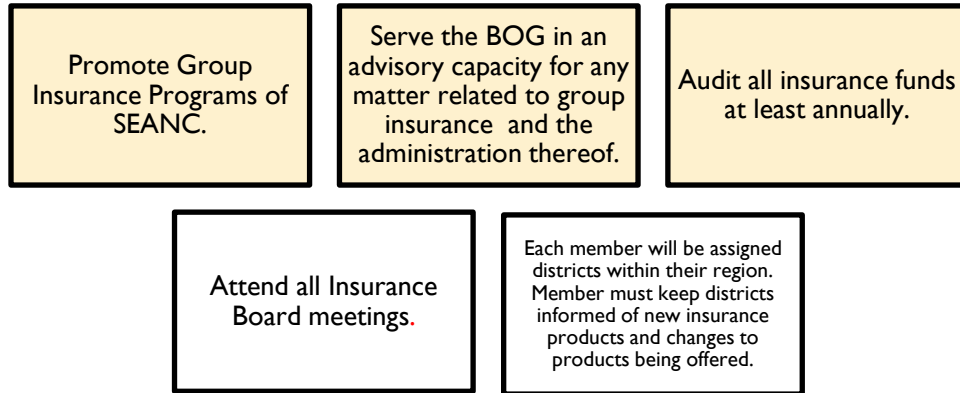 Promote Group
Insurance Programs of
SEANC.
Serve the BOG in an
advisory capacity for any
matter related to group
insurance and the
administration thereof.
Audit all insurance funds
at least annually.
Attend all Insurance
Board meetings.
Each member will be assigned
districts within their region.
Member must keep districts
informed of new insurance
products and changes to
products being offered.